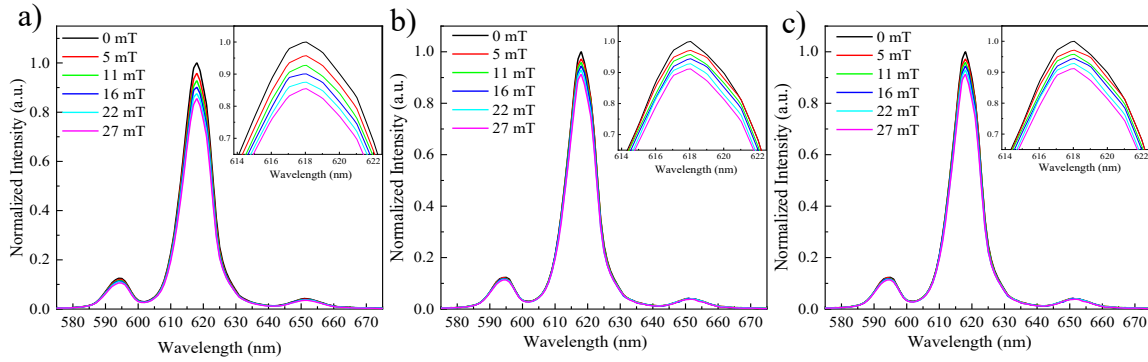 a)
0 mT
5 mT
11 mT
16 mT
22 mT
27 mT
1.0
0.9
0.8
0.7
614 616 618 620 622
Wavelength (nm)
Normalized Intensity (a.u.)
1.0
0.8
0.6
0.4
0.2
0.0
580 590 600 610 620 630 640 650 660 670
Wavelength (nm)
b)
0 mT
5 mT
11 mT
16 mT
22 mT
27 mT
1.0
0.9
0.8
0.7
614 616 618 620 622
Wavelength (nm)
Normalized Intensity (a.u.)
1.0
0.8
0.6
0.4
0.2
0.0
580 590 600 610 620 630 640 650 660 670
Wavelength (nm)
c)
0 mT
5 mT
11 mT
16 mT
22 mT
27 mT
1.0
0.9
0.8
0.7
614 616 618 620 622
Wavelength (nm)
Normalized Intensity (a.u.)
1.0
0.8
0.6
0.4
0.2
0.0
580 590 600 610 620 630 640 650 660 670
Wavelength (nm)